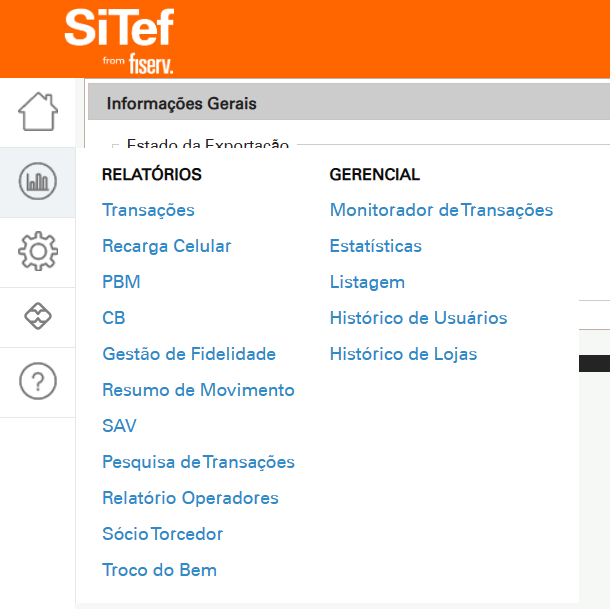 SiTef
from fiserv.
Informações Gerais
Estado da Exportação
RELATÓRIOS
Transações
Recarga Celular
PBM
CB
Gestão de Fidelidade
Resumo de Movimento
SAV
Pesquisa de Transações
Relatório Operadores
Sócio Torcedor
Troco do Bem
GERENCIAL
Monitorador de Transações
Estatísticas
Listagem
Histórico de Usuários
Histórico de Lojas
?